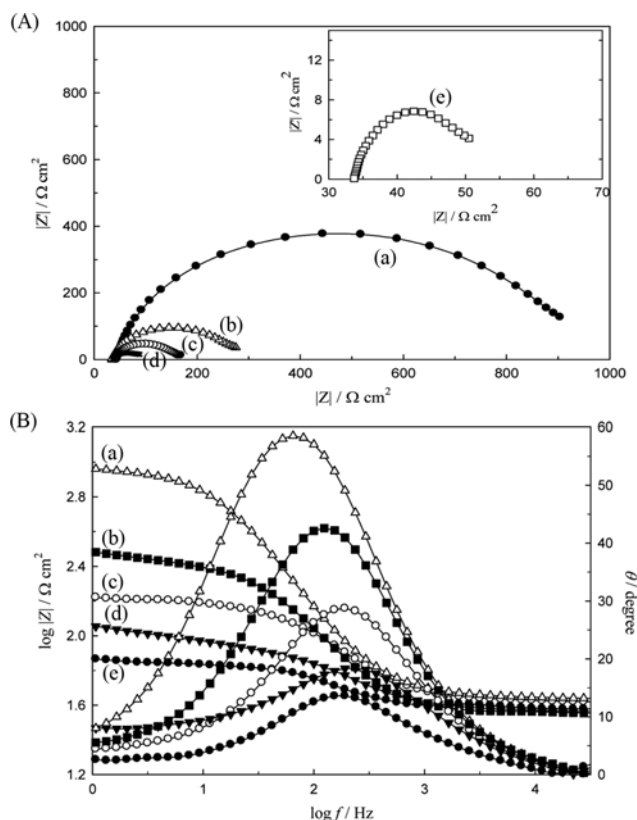 (A)
1000
800
600
400
200
0
|Z| / Ω cm²
0 200 400 600 800 1000
|Z| / Ω cm²
(a)
(b)
(c)
(d)
15
12
8
4
0
|Z| / Ω cm²
30 40 50 60 70
|Z| / Ω cm²
(e)
(B)
3.2
2.8
2.4
2.0
1.6
1.2
log |Z| / Ω cm²
(a)
(b)
(c)
(d)
(e)
60
50
40
30
20
10
0
θ / degree
0 1 2 3 4
log f / Hz